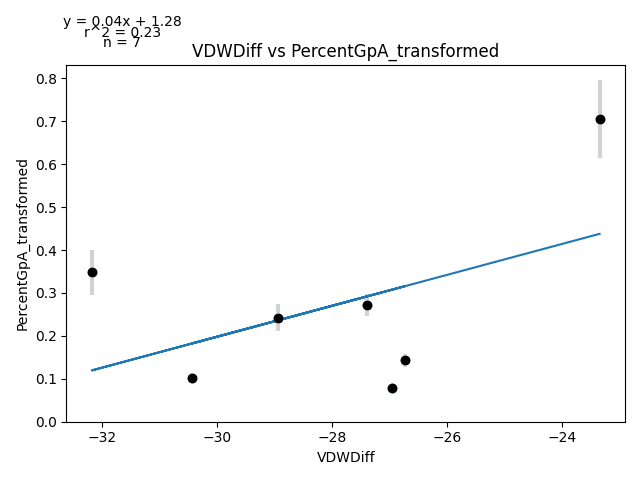 y = 0.04x + 1.28
r^2 = 0.23
n = 7
VDWDiff vs PercentGpA_transformed
0.8
0.7
0.6
0.5
0.4
0.3
0.2
0.1
0.0
PercentGpA_transformed
−32 −30 −28 −26 −24
VDWDiff